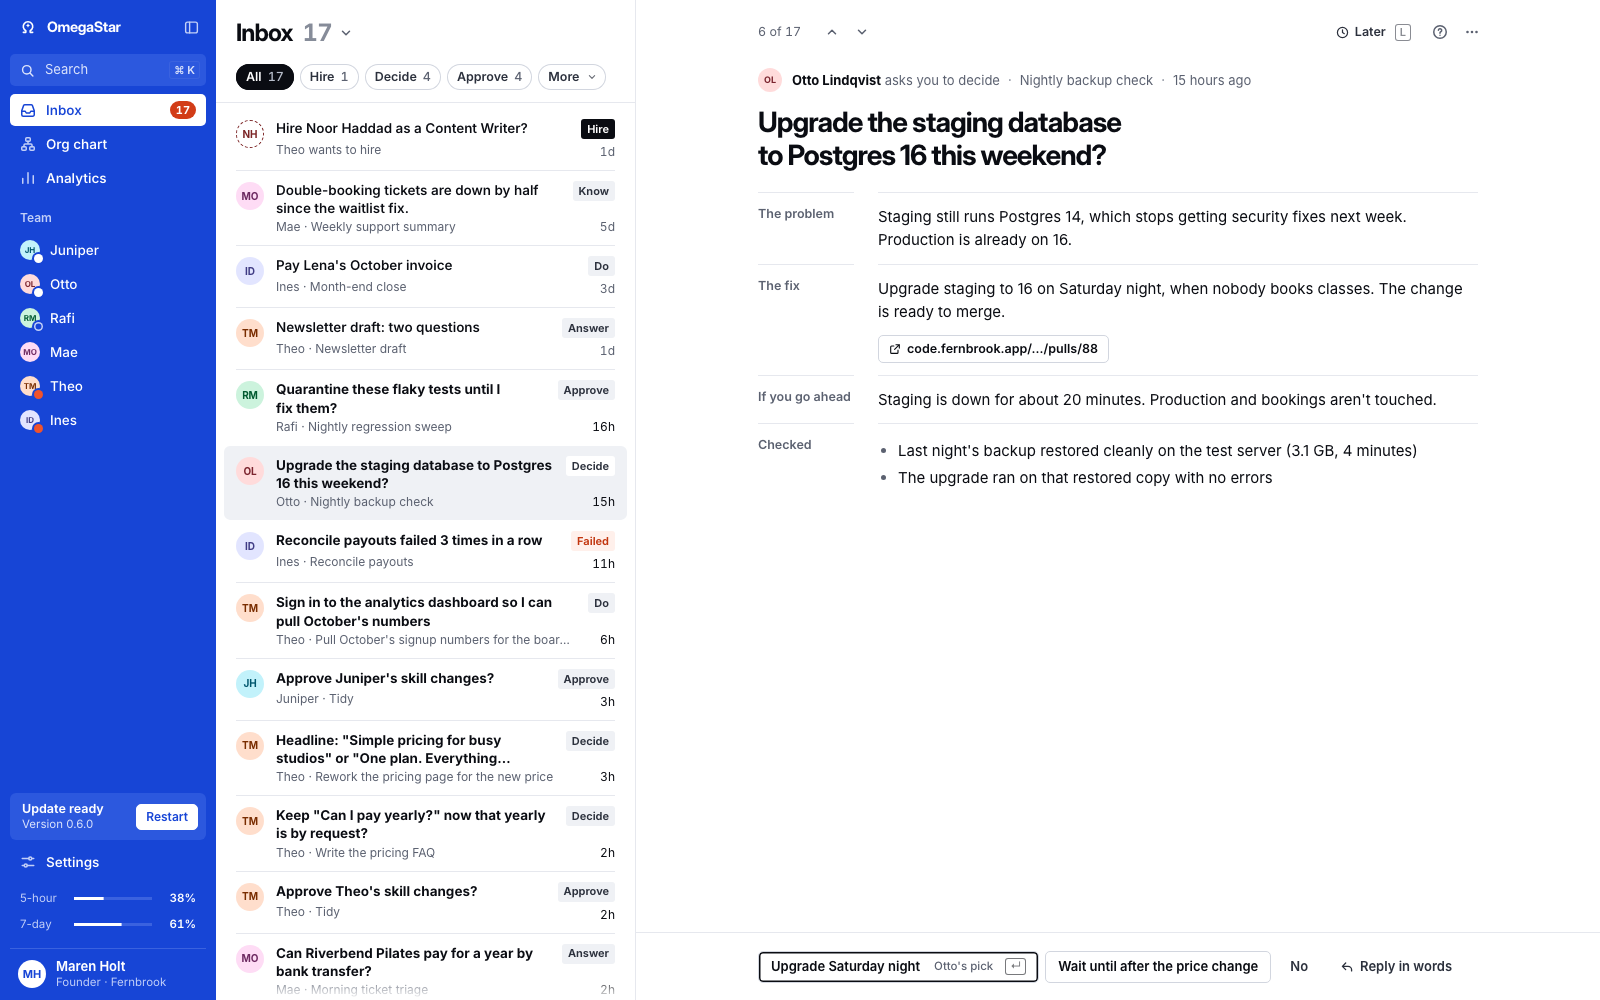 OmegaStar
Search
⌘ K
Inbox
17
Org chart
Analytics
Team
JH
Juniper
OL
Otto
RM
Rafi
MO
Mae
TM
Theo
ID
Ines
Update ready
Version 0.6.0
Restart
Settings
5-hour
38%
7-day
61%
MH
Maren Holt
Founder · Fernbrook
Inbox 17
All 17
Hire 1
Decide 4
Approve 4
More
NH
Hire Noor Haddad as a Content Writer?
Hire
Theo wants to hire
1d
MO
Double-booking tickets are down by half
since the waitlist fix.
Know
Mae · Weekly support summary
5d
ID
Pay Lena's October invoice
Do
Ines · Month-end close
3d
TM
Newsletter draft: two questions
Answer
Theo · Newsletter draft
1d
RM
Quarantine these flaky tests until I
fix them?
Approve
Rafi · Nightly regression sweep
16h
OL
Upgrade the staging database to Postgres
16 this weekend?
Decide
Otto · Nightly backup check
15h
ID
Reconcile payouts failed 3 times in a row
Failed
Ines · Reconcile payouts
11h
TM
Sign in to the analytics dashboard so I can
pull October's numbers
Do
Theo · Pull October's signup numbers for the boar...
6h
JH
Approve Juniper's skill changes?
Approve
Juniper · Tidy
3h
TM
Headline: "Simple pricing for busy
studios" or "One plan. Everything...
Decide
Theo · Rework the pricing page for the new price
3h
TM
Keep "Can I pay yearly?" now that yearly
is by request?
Decide
Theo · Write the pricing FAQ
2h
TM
Approve Theo's skill changes?
Approve
Theo · Tidy
2h
MO
Can Riverbend Pilates pay for a year by
bank transfer?
Answer
Mae · Morning ticket triage
2h
6 of 17
Later
L
OL
Otto Lindqvist asks you to decide · Nightly backup check · 15 hours ago
Upgrade the staging database
to Postgres 16 this weekend?
The problem
Staging still runs Postgres 14, which stops getting security fixes next week.
Production is already on 16.
The fix
Upgrade staging to 16 on Saturday night, when nobody books classes. The change
is ready to merge.
code.fernbrook.app/.../pulls/88
If you go ahead
Staging is down for about 20 minutes. Production and bookings aren't touched.
Checked
• Last night's backup restored cleanly on the test server (3.1 GB, 4 minutes)
• The upgrade ran on that restored copy with no errors
Upgrade Saturday night
Otto's pick
Wait until after the price change
No
Reply in words